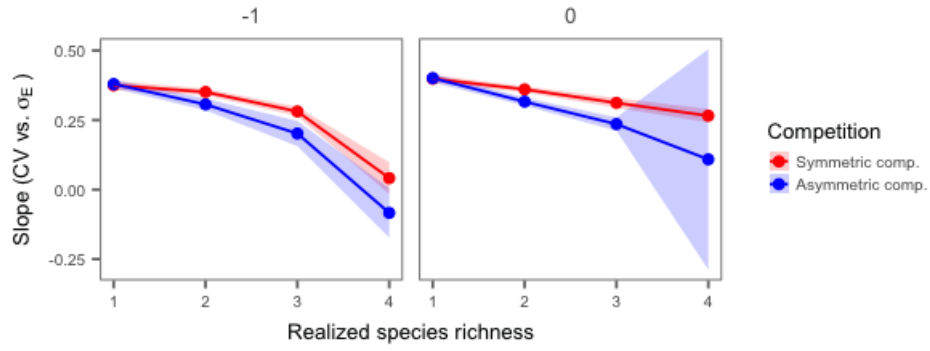 -1 0
Slope (CV vs. σE )
0.50
0.25
0.00
-0.25
1 2 3 4 1 2 3 4
Realized species richness
Competition
Symmetric comp.
Asymmetric comp.